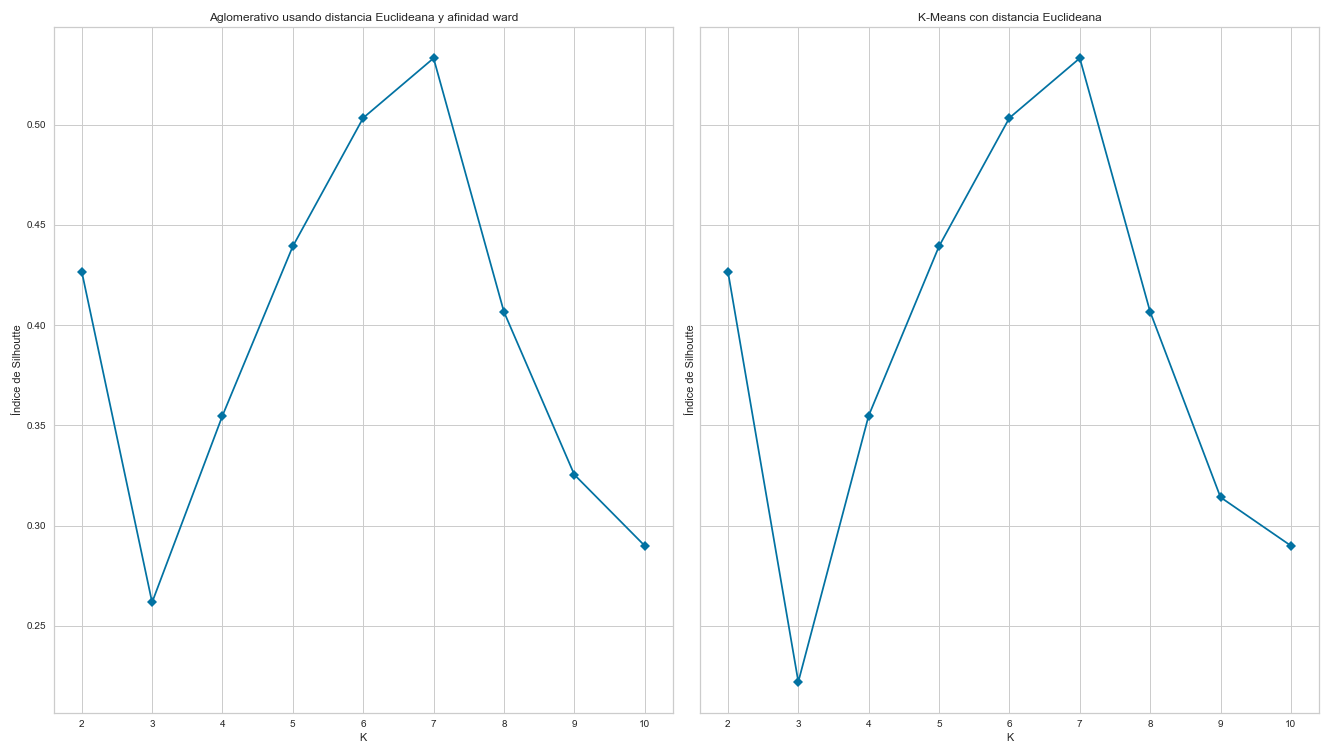 Aglomerativo usando distancia Euclideana y afinidad ward
Índice de Silhoutte
0.50
0.45
0.40
0.35
0.30
0.25
2 3 4 5 6 7 8 9 10
K
K-Means con distancia Euclideana
Índice de Silhoutte
2 3 4 5 6 7 8 9 10
K